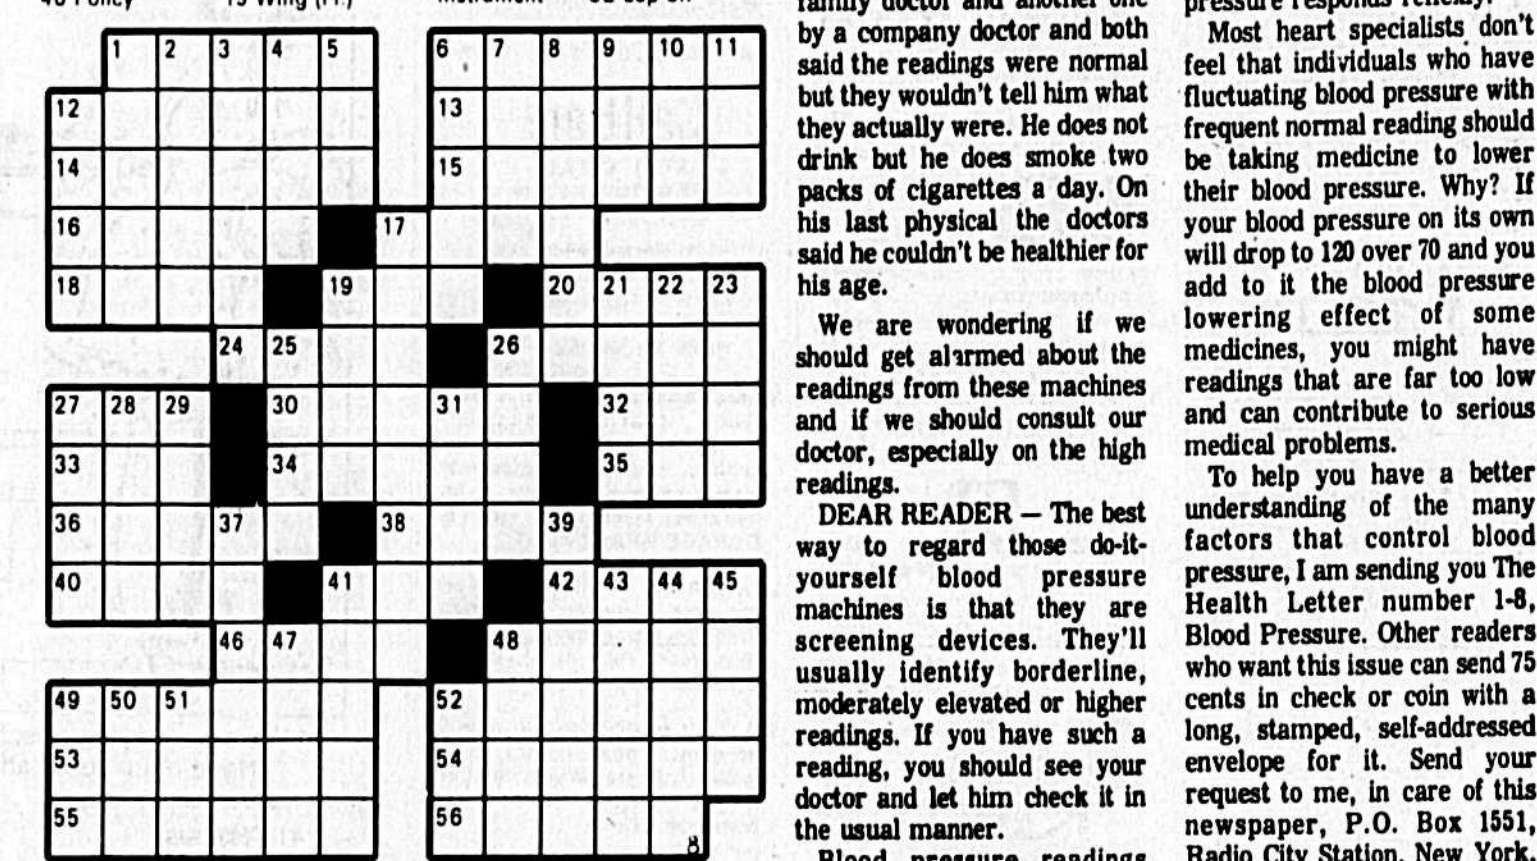 1 2 3 4 5 6 7 8 9 10 11
12 13
14 15
16 17
18 19 20 21 22 23
24 25 26
27 28 29 30 31 32
33 34 35
36 37 38 39
40 41 42 43 44 45
46 47 48
49 50 51 52
53 54
55 56
8
family doctor and another one
by a company doctor and both
said the readings were normal
but they wouldn't tell him what
they actually were. He does not
drink but he does smoke two
packs of cigarettes a day. On
his last physical the doctors
said he couldn't be healthier for
his age.
We are wondering if we
should get alarmed about the
readings from these machines
and if we should consult our
doctor, especially on the high
readings.
DEAR READER — The best
way to regard those do-it-
yourself blood pressure
machines is that they are
screening devices. They'll
usually identify borderline,
moderately elevated or higher
readings. If you have such a
reading, you should see your
doctor and let him check it in
the usual manner.
Blood pressure readings
pressure responds
Most heart specialists don't
feel that individuals who have
fluctuating blood pressure with
frequent normal reading should
be taking medicine to lower
their blood pressure. Why? If
your blood pressure on its own
will drop to 120 over 70 and you
add to it the blood pressure
lowering effect of some
medicines, you might have
readings that are far too low
and can contribute to serious
medical problems.
To help you have a better
understanding of the many
factors that control blood
pressure, I am sending you The
Health Letter number 1-8,
Blood Pressure. Other readers
who want this issue can send 75
cents in check or coin with a
long, stamped, self-addressed
envelope for it. Send your
request to me, in care of this
newspaper, P.O. Box 1551,
Radio City Station, New York,